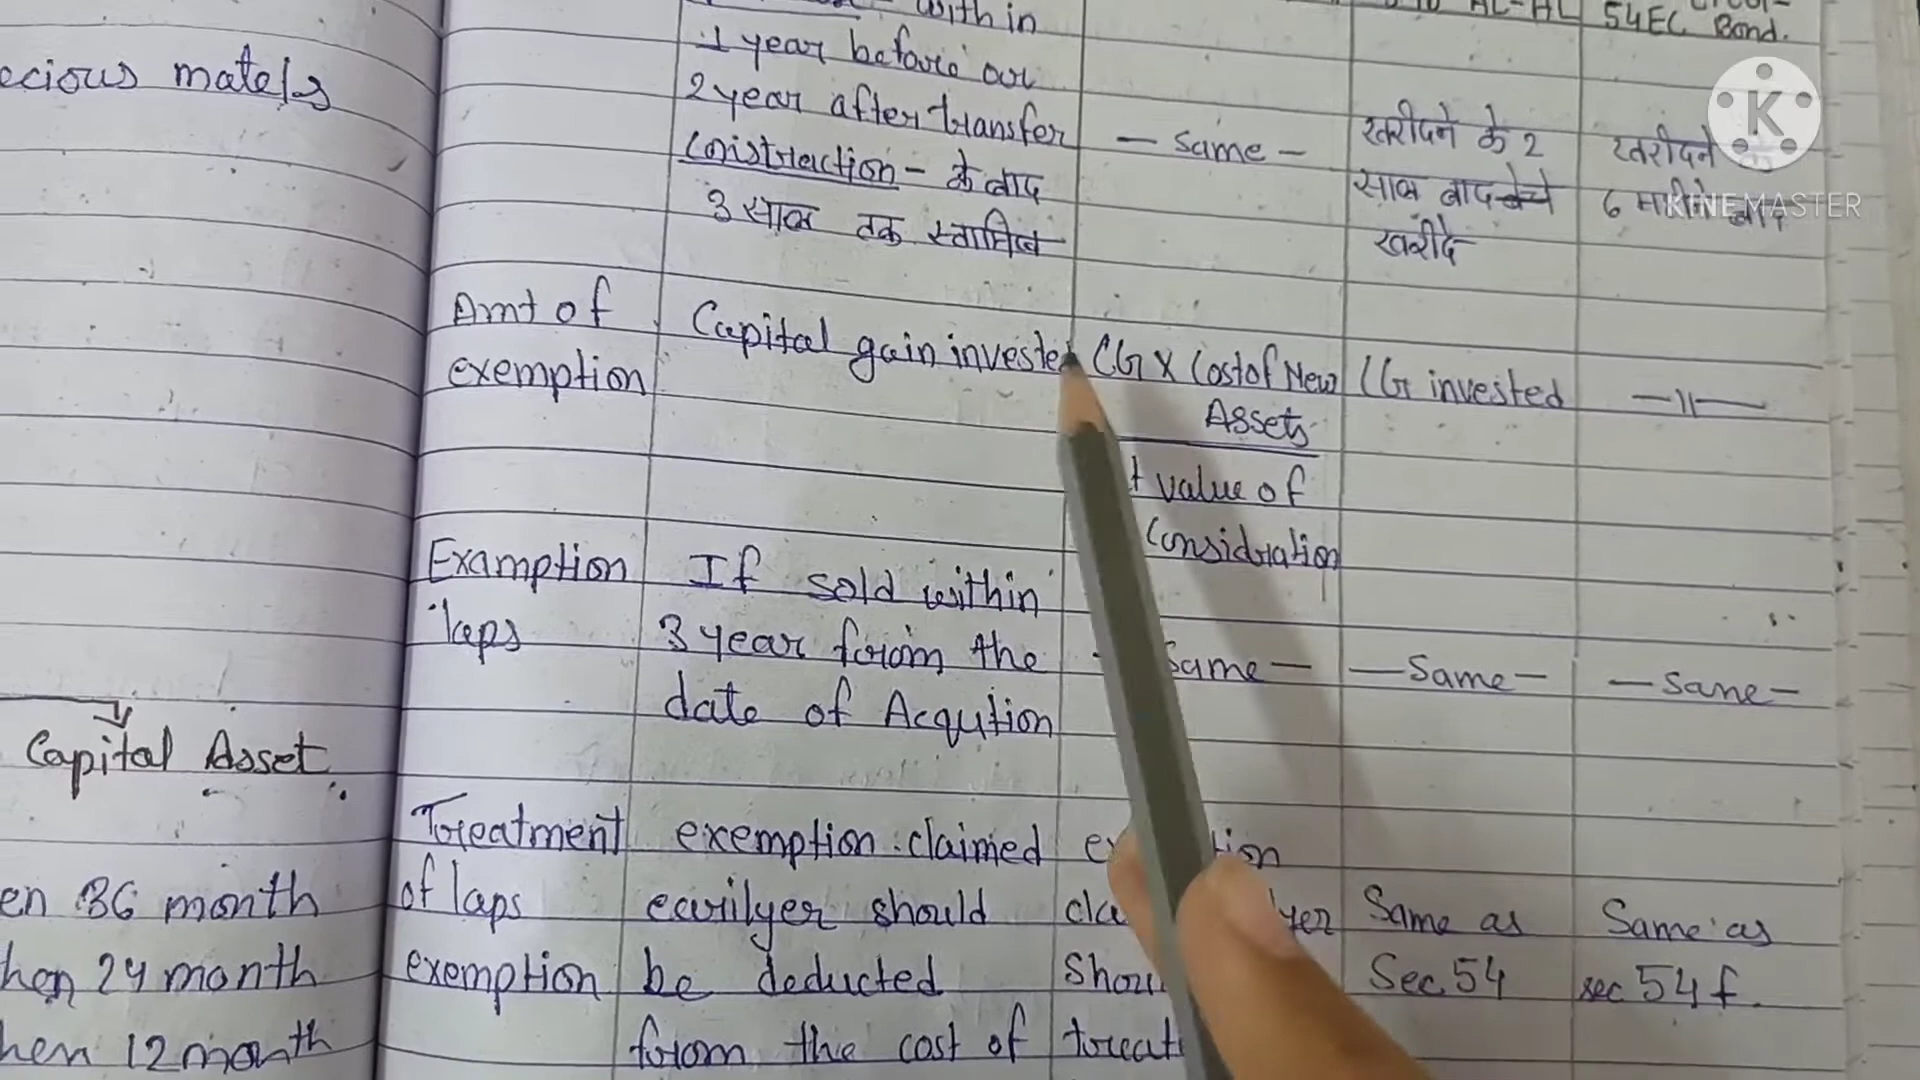 within
1 year before or
2 year after transfer
Construction - के बाद
3 साल तक
- Same -
खरीदने के 2
साल बाद
खरीदे
54EC Bond.
खरीदने
6 महीने बाद
KINEMASTER
K
ecious matels
Amt of
exemption
Capital gain invested
CG x Cost of New
Assets
value of
Considration
CG invested
—11—
Examption
laps
If sold within
3 year from the
date of Acqution
Same —
— Same -
— Same -
Capital Asset
Treatment
of laps
exemption
exemption claimed
earilyer should
be deducted
from the cost of
Same as
Sec. 54
Same as
sec 54 f.
en 36 month
hen 24 month
hen 12 month